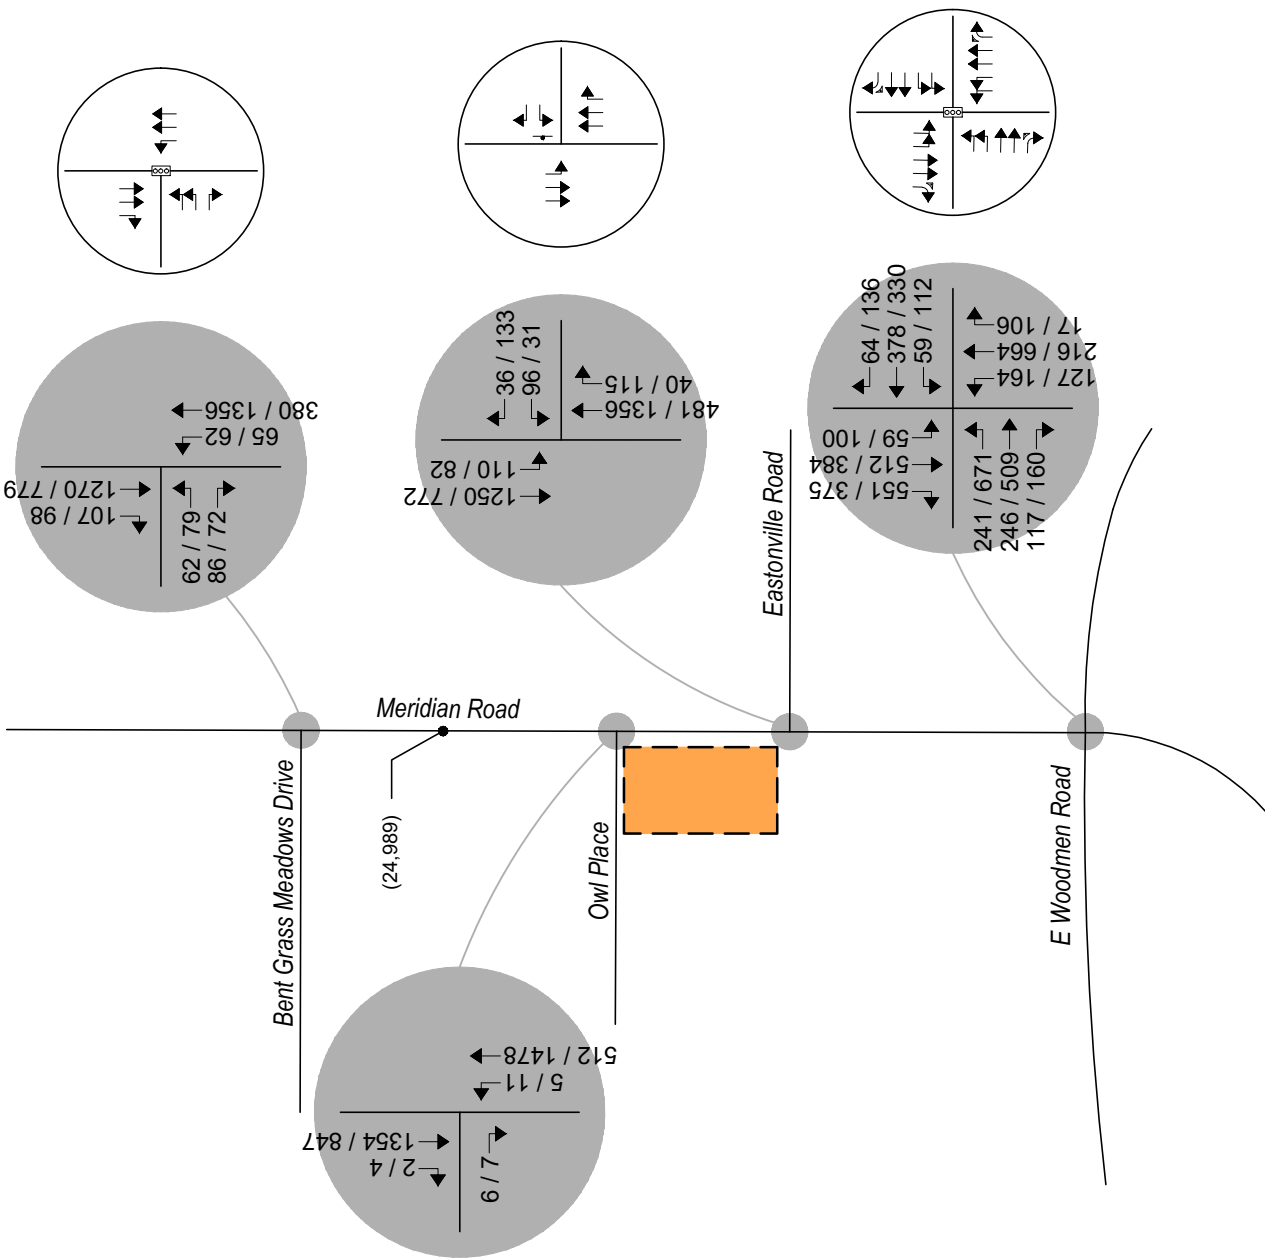 64 / 136
378 / 330
59 / 112
17 / 106
216 / 664
127 / 164
59 / 100
512 / 384
551 / 375
241 / 671
246 / 509
117 / 160
36 / 133
96 / 31
40 / 115
481 / 1356
110 / 82
1250 / 772
380 / 1356
65 / 62
1270 / 779
107 / 98
62 / 79
86 / 72
Eastonville Road
Meridian Road
Bent Grass Meadows Drive
(24,989)
Owl Place
E Woodmen Road
512 / 1478
5 / 11
1354 / 847
2 / 4
6 / 7